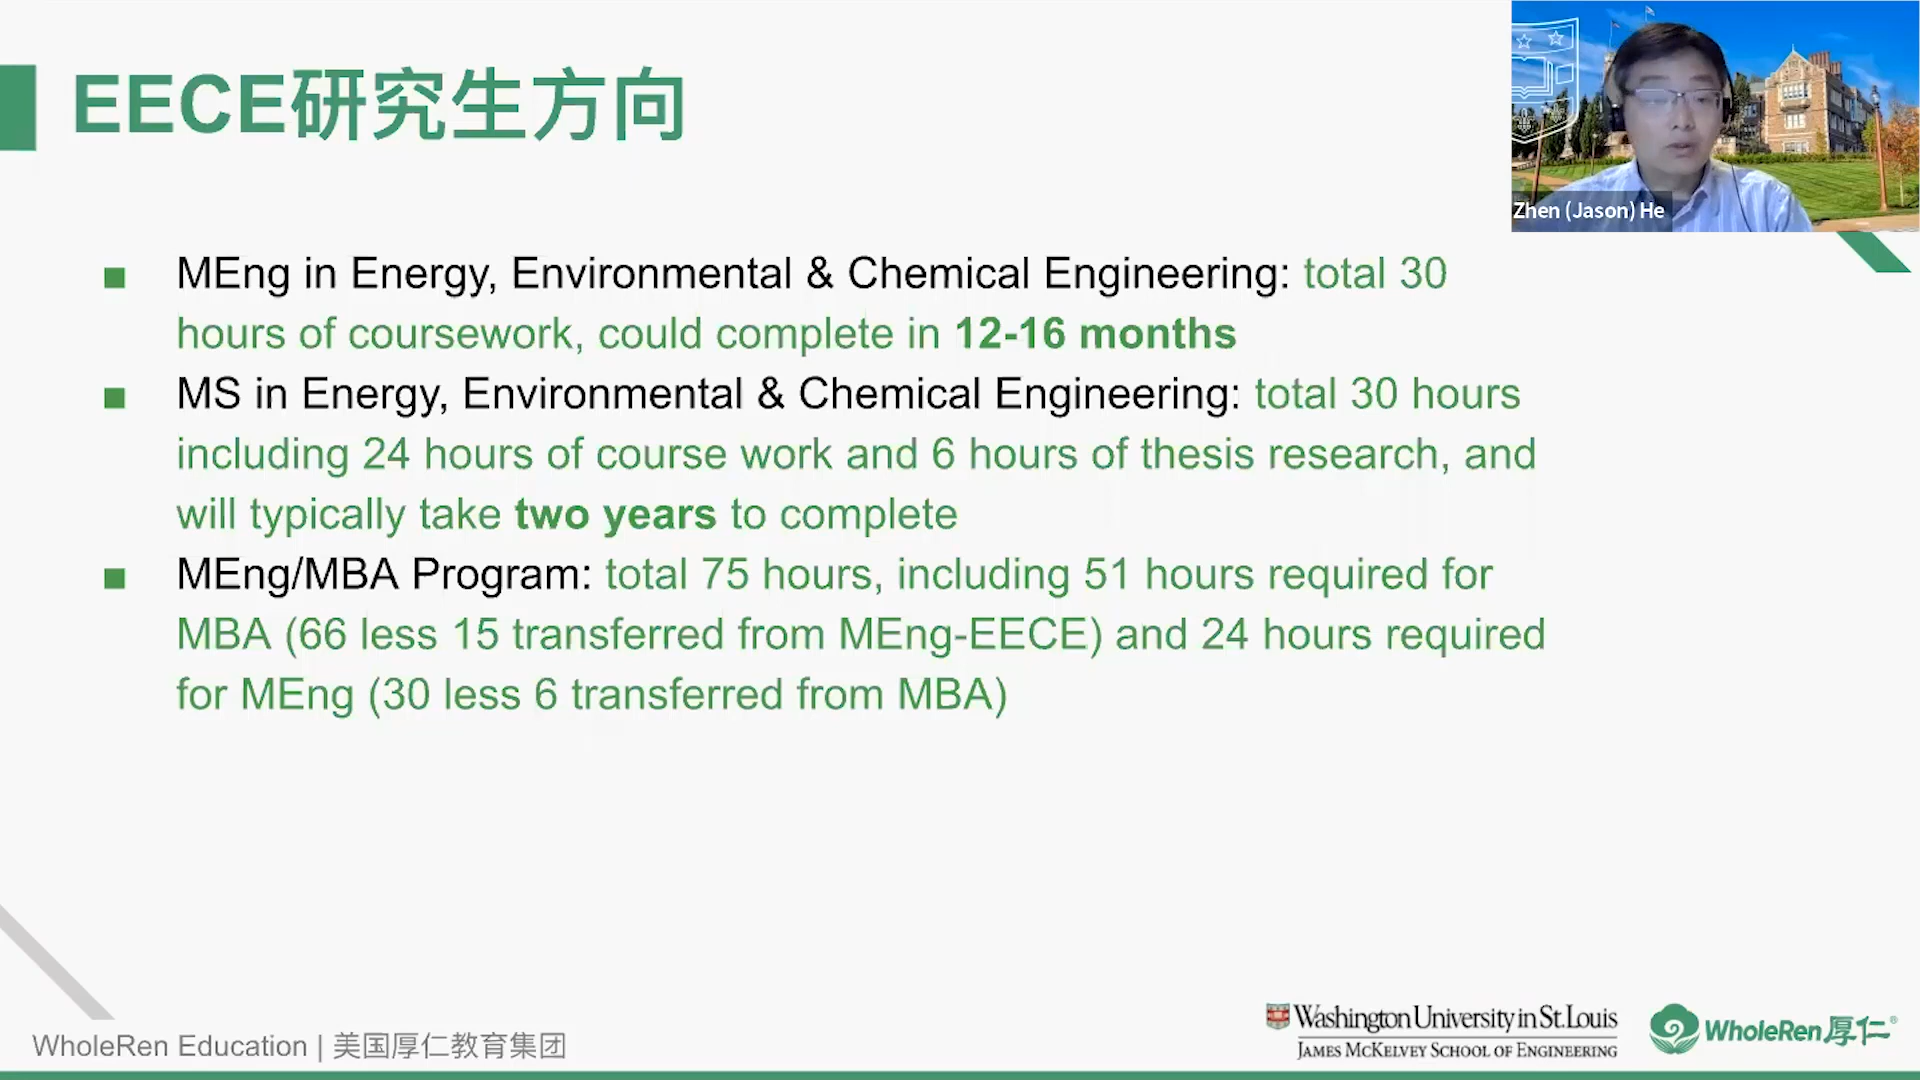 EECE研究生方向
Zhen (Jason) He
■ MEng in Energy, Environmental & Chemical Engineering: total 30
hours of coursework, could complete in 12-16 months
■ MS in Energy, Environmental & Chemical Engineering: total 30 hours
including 24 hours of course work and 6 hours of thesis research, and
will typically take two years to complete
■ MEng/MBA Program: total 75 hours, including 51 hours required for
MBA (66 less 15 transferred from MEng-EECE) and 24 hours required
for MEng (30 less 6 transferred from MBA)
WholeRen Education | 美国厚仁教育集团
Washington University in St. Louis
JAMES MCKELVEY SCHOOL OF ENGINEERING
WholeRen厚仁®